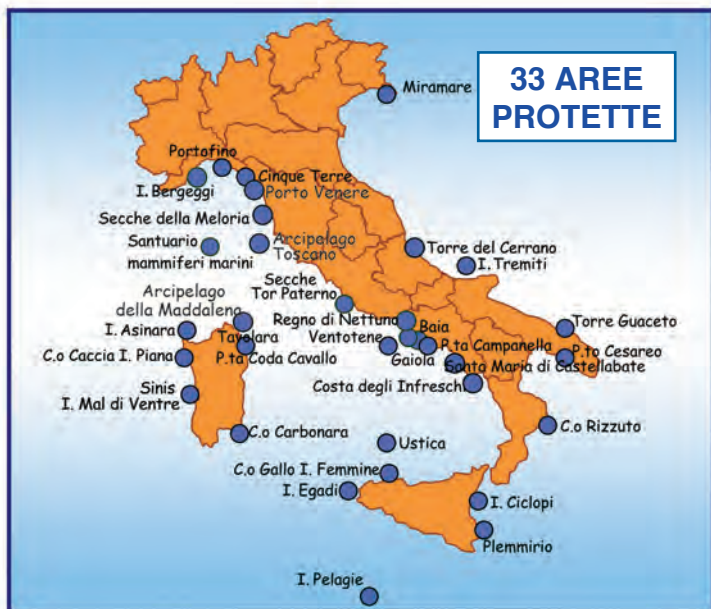 33 AREE
PROTETTE
Miramare
Portofino
Cinque Terre
I. Bergeggi
Porto Venere
Secche della Meloria
Santuario
mammiferi marini
Arcipelago
Toscano
Torre del Cerrano
I. Tremiti
Secche
Tor Paterno
Arcipelago
della Maddalena
Regno di Nettuno
Baia
Torre Guaceto
I. Asinara
Tavolara
P.ta Coda Cavallo
Ventotene
Gaiola
P.ta Campanella
P.to Cesareo
C.o Caccia I. Piana
Santa Maria di Castellabate
Costa degli Infreschi
Sinis
I. Mal di Ventre
C.o Carbonara
Ustica
C.o Rizzuto
C.o Gallo I. Femmine
I. Egadi
I. Ciclopi
Plemmirio
I. Pelagie